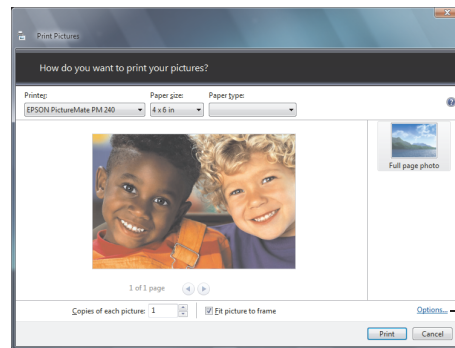 Print Pictures
How do you want to print your pictures?
Printer: Paper size: Paper type:
EPSON PictureMate PM 240 4 x 6 in
Full page photo
1 of 1 page
Copies of each picture: 1 Fit picture to frame Options...
Print Cancel